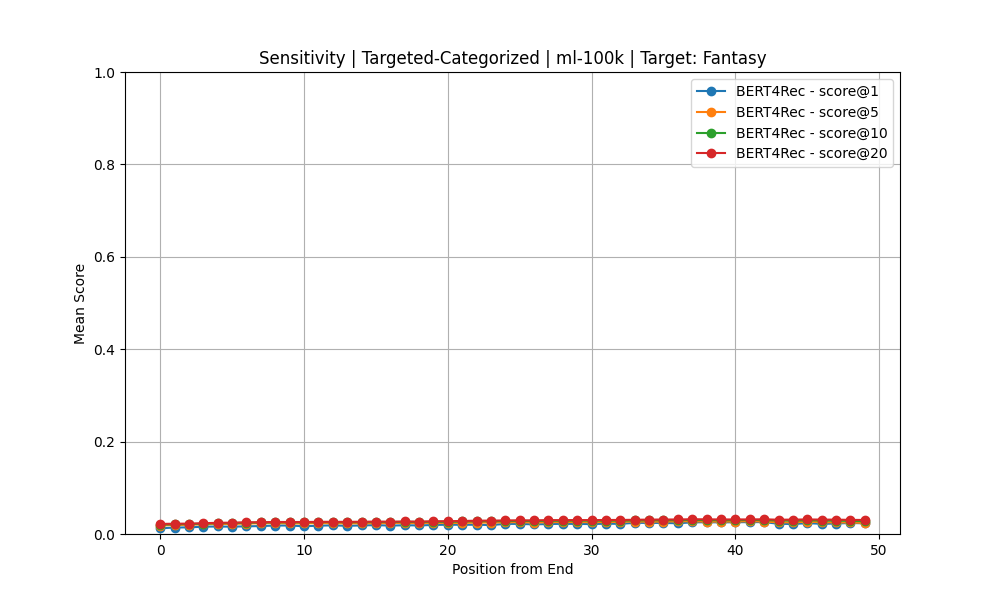 Sensitivity | Targeted-Categorized | ml-100k | Target: Fantasy
1.0
0.8
0.6
0.4
0.2
0.0
Mean Score
BERT4Rec - score@1
BERT4Rec - score@5
BERT4Rec - score@10
BERT4Rec - score@20
0 10 20 30 40 50
Position from End